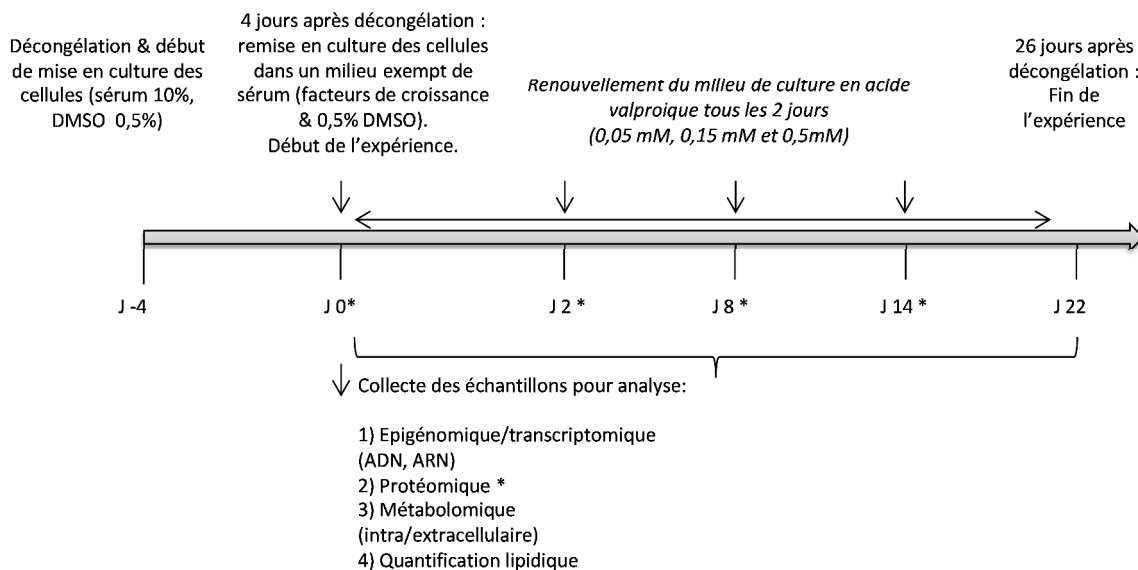 Décongélation & début
de mise en culture des
cellules (sérum 10%,
DMSO 0,5%)
4 jours après décongélation :
remise en culture des cellules
dans un milieu exempt de
sérum (facteurs de croissance
& 0,5% DMSO).
Début de l'expérience.
Renouvellement du milieu de culture en acide
valproique tous les 2 jours
(0,05 mM, 0,15 mM et 0,5mM)
26 jours après
décongélation :
Fin de
l'expérience
J -4
J 0*
J 2 *
J 8 *
J 14 *
J 22
Collecte des échantillons pour analyse:
1) Epigénomique/transcriptomique
(ADN, ARN)
2) Protéomique *
3) Métabolomique
(intra/extracellulaire)
4) Quantification lipidique